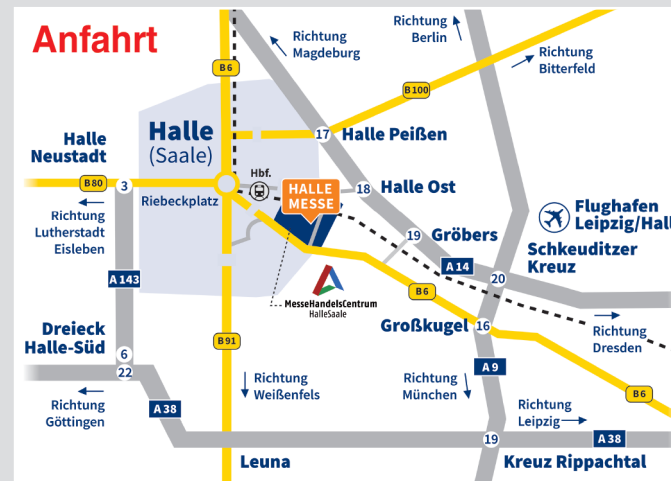 Anfahrt
Richtung
Magdeburg
Richtung
Berlin
Richtung
Bitterfeld
B6
B100
Halle
(Saale)
17
Halle Peißen
Halle
Neustadt
Hbf.
B80
3
Riebeckplatz
HALLE
MESSE
18
Halle Ost
Richtung
Lutherstadt
Eisleben
Flughafen
Leipzig/Hall
19
Gröbers
Schkeuditzer
Kreuz
A 14
20
A 143
MesseHandelsCentrum
HalleSaale
B6
Großkugel
16
Richtung
Dresden
Dreieck
Halle-Süd
6
22
B91
A 9
Richtung
Göttingen
A 38
Richtung
Weißenfels
Richtung
München
B6
Richtung
Leipzig
19
A 38
Leuna
Kreuz Rippachtal